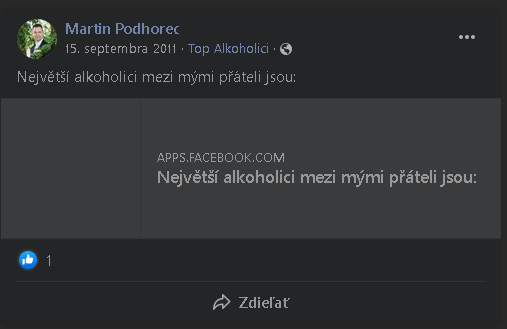 Martin Podhorec
15. septembra 2011 · Top Alkoholici ·
Největší alkoholici mezi mými přáteli jsou:
APPS.FACEBOOK.COM
Největší alkoholici mezi mými přáteli jsou:
1
Zdieľať